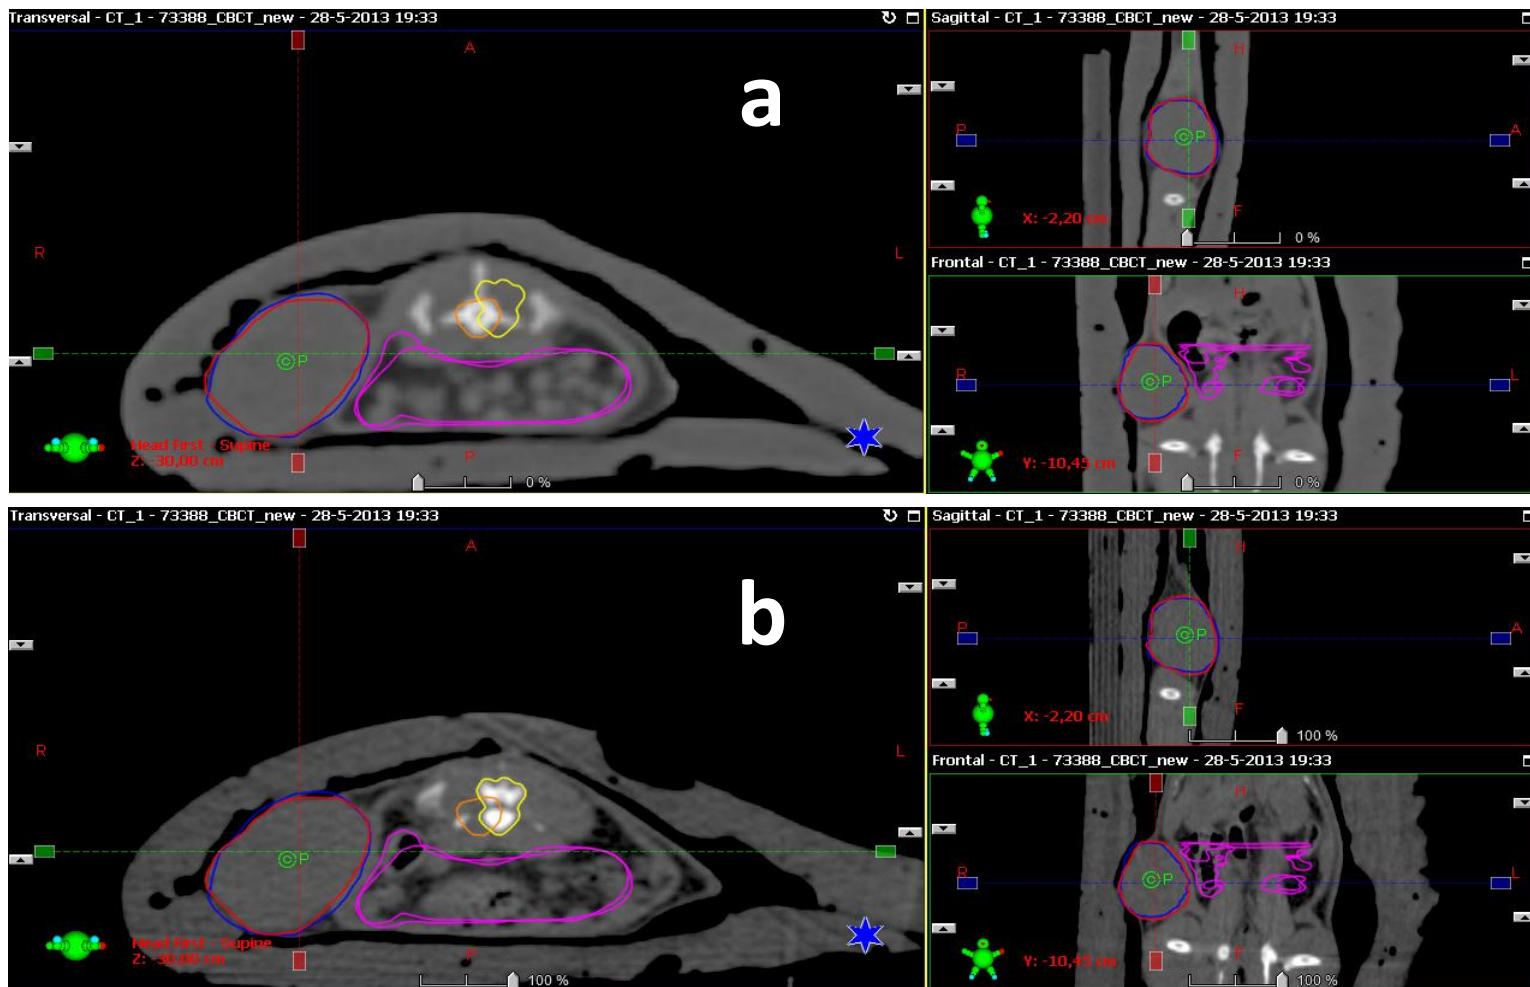 Transversal - CT_1 - 73388_CBCT_new - 28-5-2013 19:33
A
a
R
L
P
Head First - Supine
Z: -30,00 cm
P
0 %
Sagittal - CT_1 - 73388_CBCT_new - 28-5-2013 19:33
H
P
A
P
X: -2,20 cm
F
0 %
Frontal - CT_1 - 73388_CBCT_new - 28-5-2013 19:33
H
R
P
L
Y: -10,45 cm
F
0 %
Transversal - CT_1 - 73388_CBCT_new - 28-5-2013 19:33
A
b
R
L
P
Head First - Supine
Z: -30,00 cm
P
100 %
Sagittal - CT_1 - 73388_CBCT_new - 28-5-2013 19:33
H
P
A
P
X: -2,20 cm
F
100 %
Frontal - CT_1 - 73388_CBCT_new - 28-5-2013 19:33
H
R
P
L
Y: -10,45 cm
F
100 %